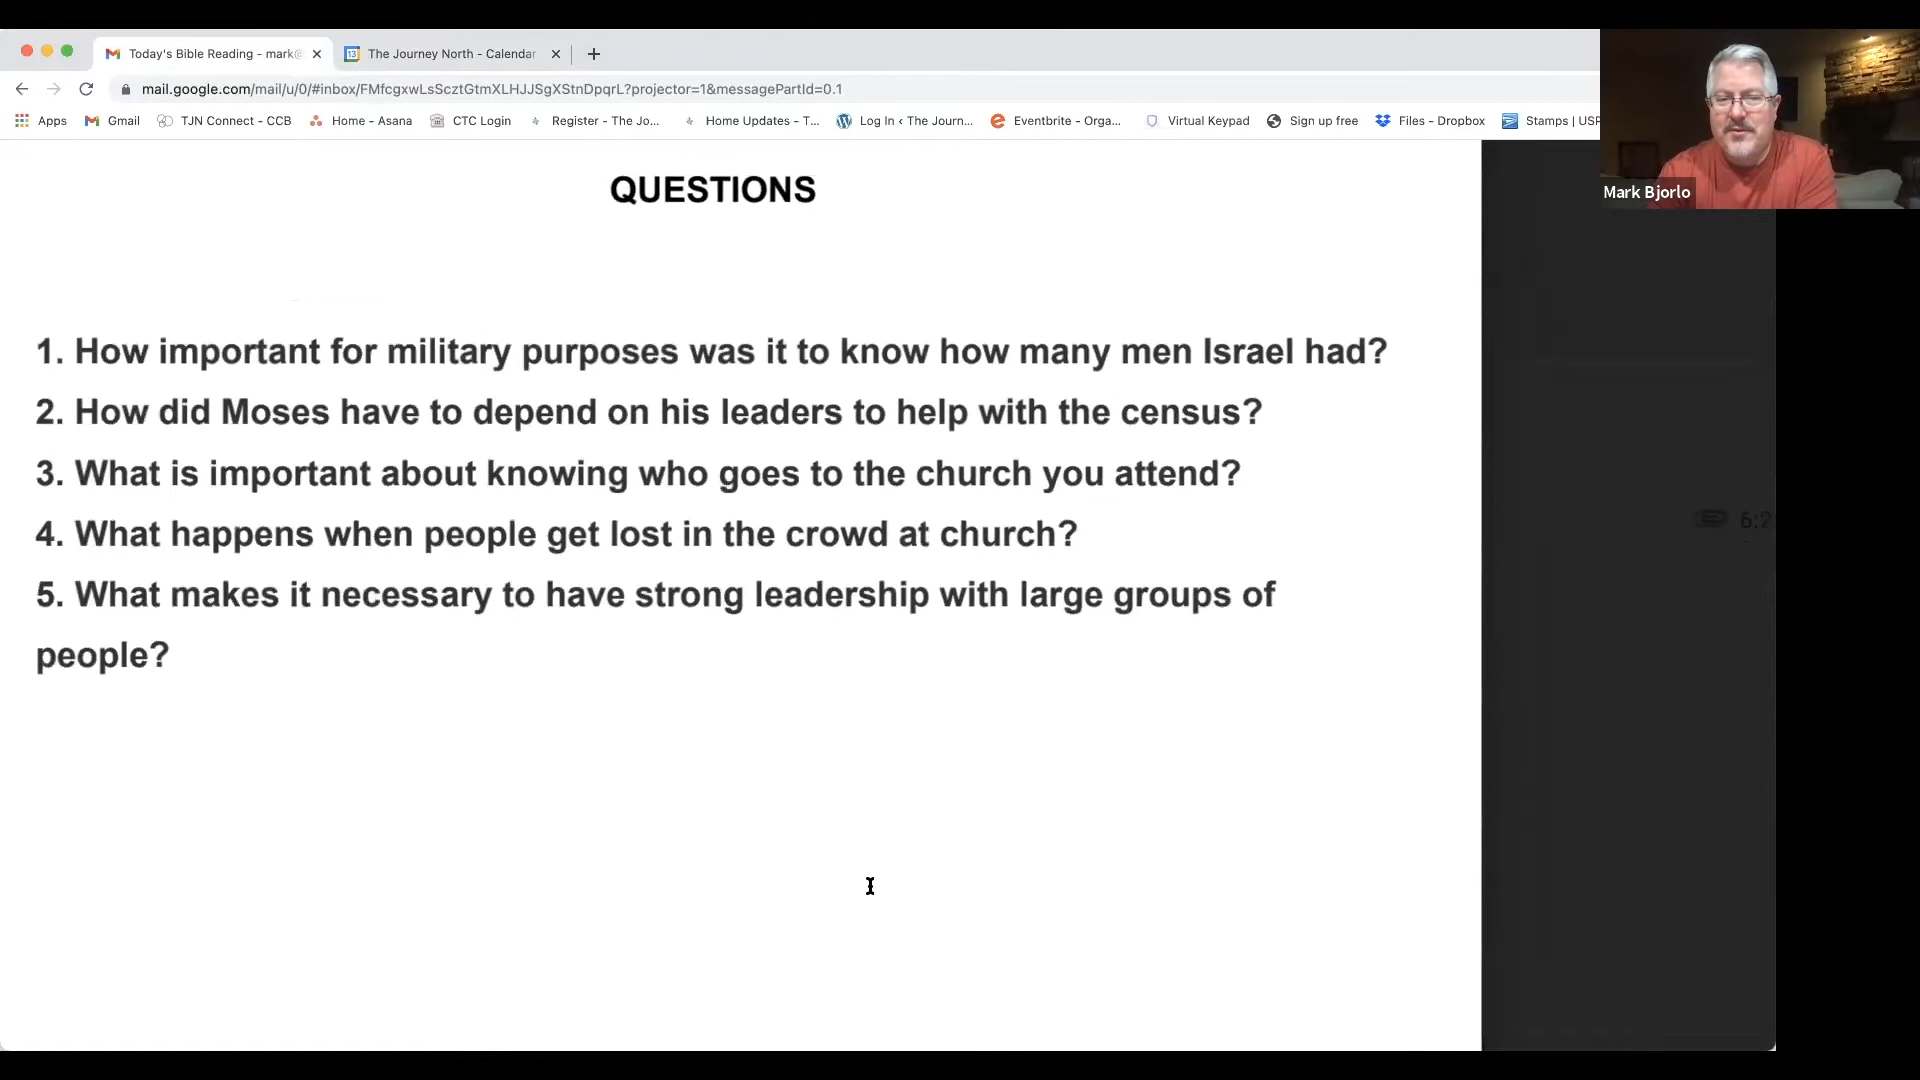 Today's Bible Reading - mark@
The Journey North - Calendar
mail.google.com/mail/u/0/#inbox/FMfcgxwLsScztGtmXLHJJSgXStnDpqrL?projector=1&messagePartId=0.1
Apps Gmail TJN Connect - CCB Home - Asana CTC Login Register - The Jo... Home Updates - T... Log In ‹ The Journ... Eventbrite - Orga... Virtual Keypad Sign up free Files - Dropbox Stamps | USP
Mark Bjorlo
QUESTIONS
1. How important for military purposes was it to know how many men Israel had?
2. How did Moses have to depend on his leaders to help with the census?
3. What is important about knowing who goes to the church you attend?
4. What happens when people get lost in the crowd at church?
5. What makes it necessary to have strong leadership with large groups of
people?